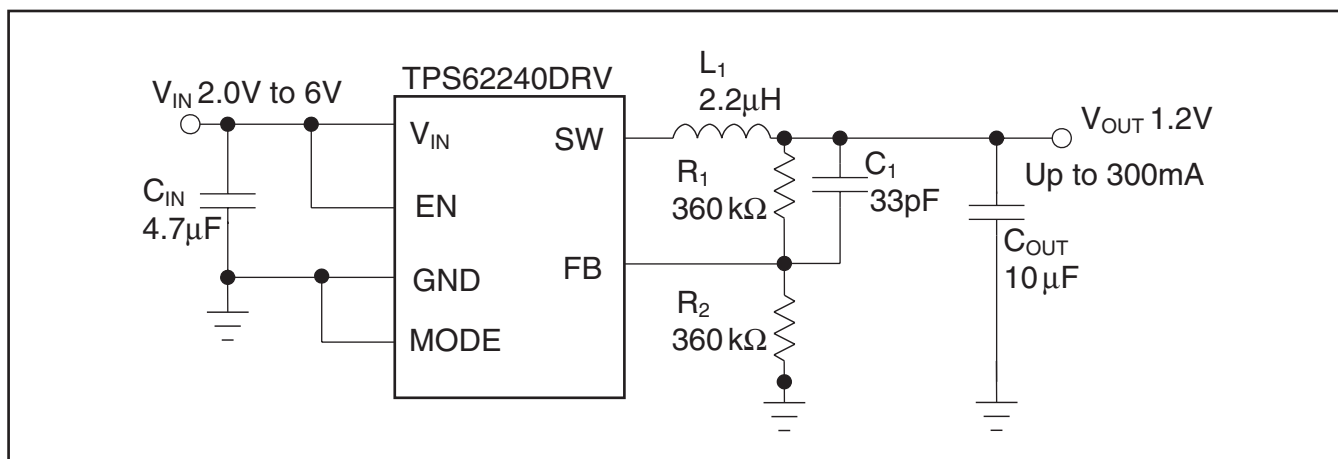 TPS62240DRV
V_IN 2.0V to 6V
C_IN
4.7μF
V_IN
EN
GND
MODE
SW
FB
L_1
2.2μH
R_1
360 kΩ
C_1
33pF
R_2
360 kΩ
V_OUT 1.2V
Up to 300mA
C_OUT
10 μF